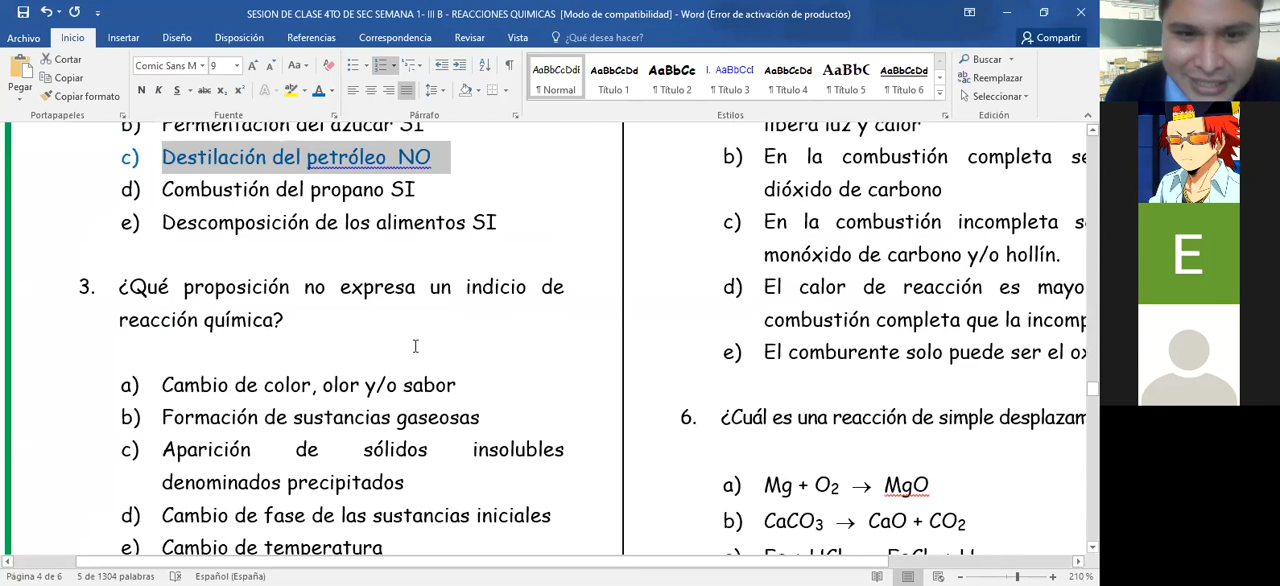 SESION DE CLASE 4TO DE SEC SEMANA 1- III B - REACCIONES QUIMICAS [Modo de compatibilidad] - Word (Error de activación de productos)
Archivo Inicio Insertar Diseño Disposición Referencias Correspondencia Revisar Vista ¿Qué desea hacer? Compartir
Pegar
Cortar
Copiar
Copiar formato
Portapapeles
Comic Sans M 9 Aa
N K S abc x₂ x² A
Fuente
Párrafo
AaBbCcDdE AaBbCcDd AaBbCc I. AaBbCcI AaBbCcDd AaBbC AaBbCcDd
¶ Normal Título 1 ¶ Título 2 ¶ Título 3 ¶ Título 4 ¶ Título 5 ¶ Título 6
Estilos
Buscar
Reemplazar
Seleccionar
Edición
b) Fermentación del azúcar SI
c) Destilación del petróleo NO
d) Combustión del propano SI
e) Descomposición de los alimentos SI
3. ¿Qué proposición no expresa un indicio de
reacción química?
a) Cambio de color, olor y/o sabor
b) Formación de sustancias gaseosas
c) Aparición de sólidos insolubles
denominados precipitados
d) Cambio de fase de las sustancias iniciales
e) Cambio de temperatura
libera luz y calor
b) En la combustión completa se
dióxido de carbono
c) En la combustión incompleta se
monóxido de carbono y/o hollín.
d) El calor de reacción es mayo
combustión completa que la incomp
e) El comburente solo puede ser el ox
6. ¿Cuál es una reacción de simple desplazam
a) Mg + O₂ → MgO
b) CaCO₃ → CaO + CO₂
E
Página 4 de 6 5 de 1304 palabras Español (España) 210 %